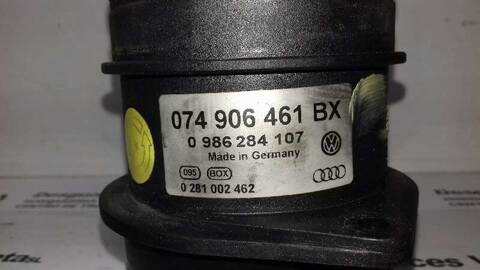 074 906 461 BX
0 986 284 107
Made in Germany
095 BOX
0 281 002 462